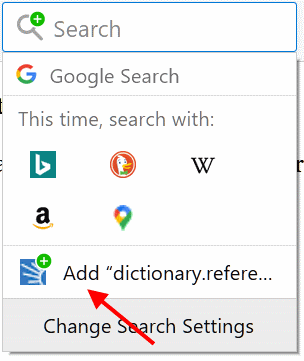 Search
Google Search
This time, search with:
W
a
Add “dictionary.refere...
Change Search Settings